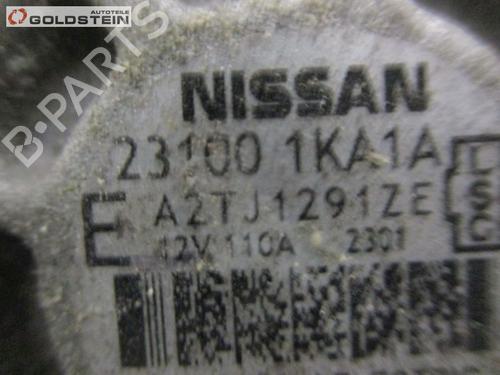 AUTOTEILE
GOLDSTEIN
B-PARTS
NISSAN
23100 1KA1A
E A2TJ1291ZE
12V 110A 2301
L
S
C